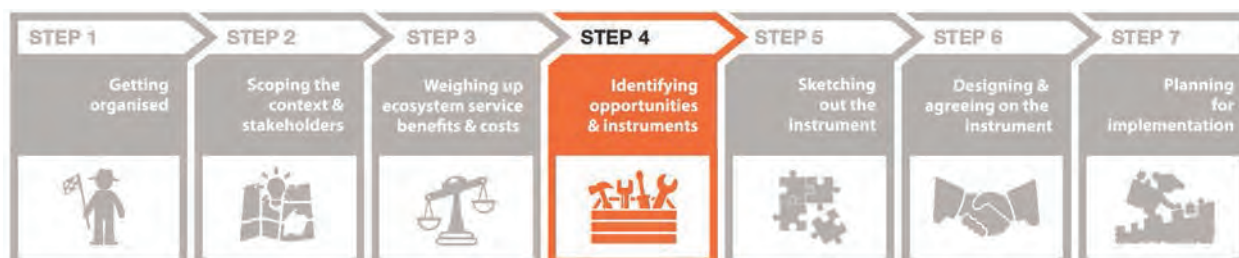 STEP 1
Getting
organised
STEP 2
Scoping the
context &
stakeholders
STEP 3
Weighing up
ecosystem service
benefits & costs
STEP 4
Identifying
opportunities
& instruments
STEP 5
Sketching
out the
instrument
STEP 6
Designing &
agreeing on the
instrument
STEP 7
Planning
for
implementation